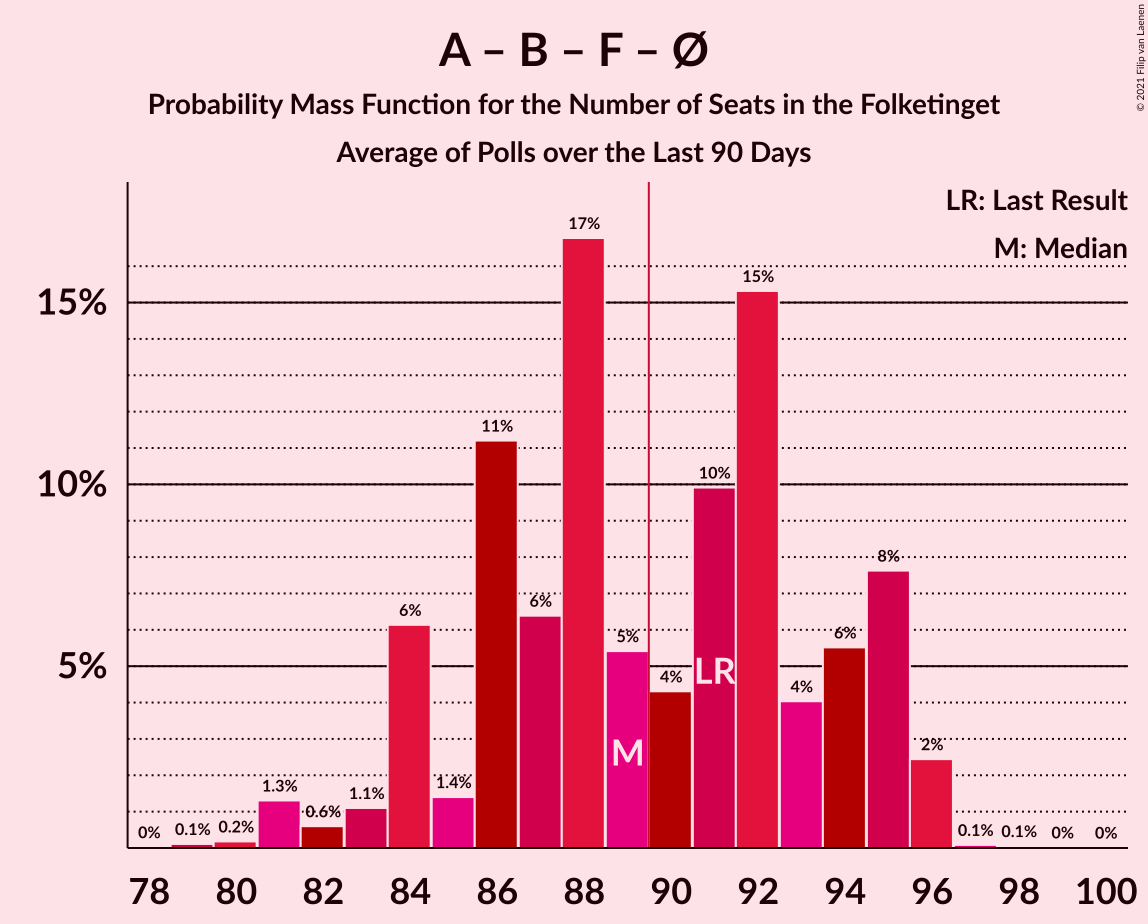 A – B – F – Ø
Probability Mass Function for the Number of Seats in the Folketinget
Average of Polls over the Last 90 Days
© 2021 Filip van Laenen
LR: Last Result
M: Median
15%
10%
5%
0%
0.1%
0.2%
1.3%
0.6%
1.1%
6%
1.4%
11%
6%
17%
5%
4%
10%
15%
4%
6%
8%
2%
0.1%
0.1%
0%
0%
M
LR
78 80 82 84 86 88 90 92 94 96 98 100